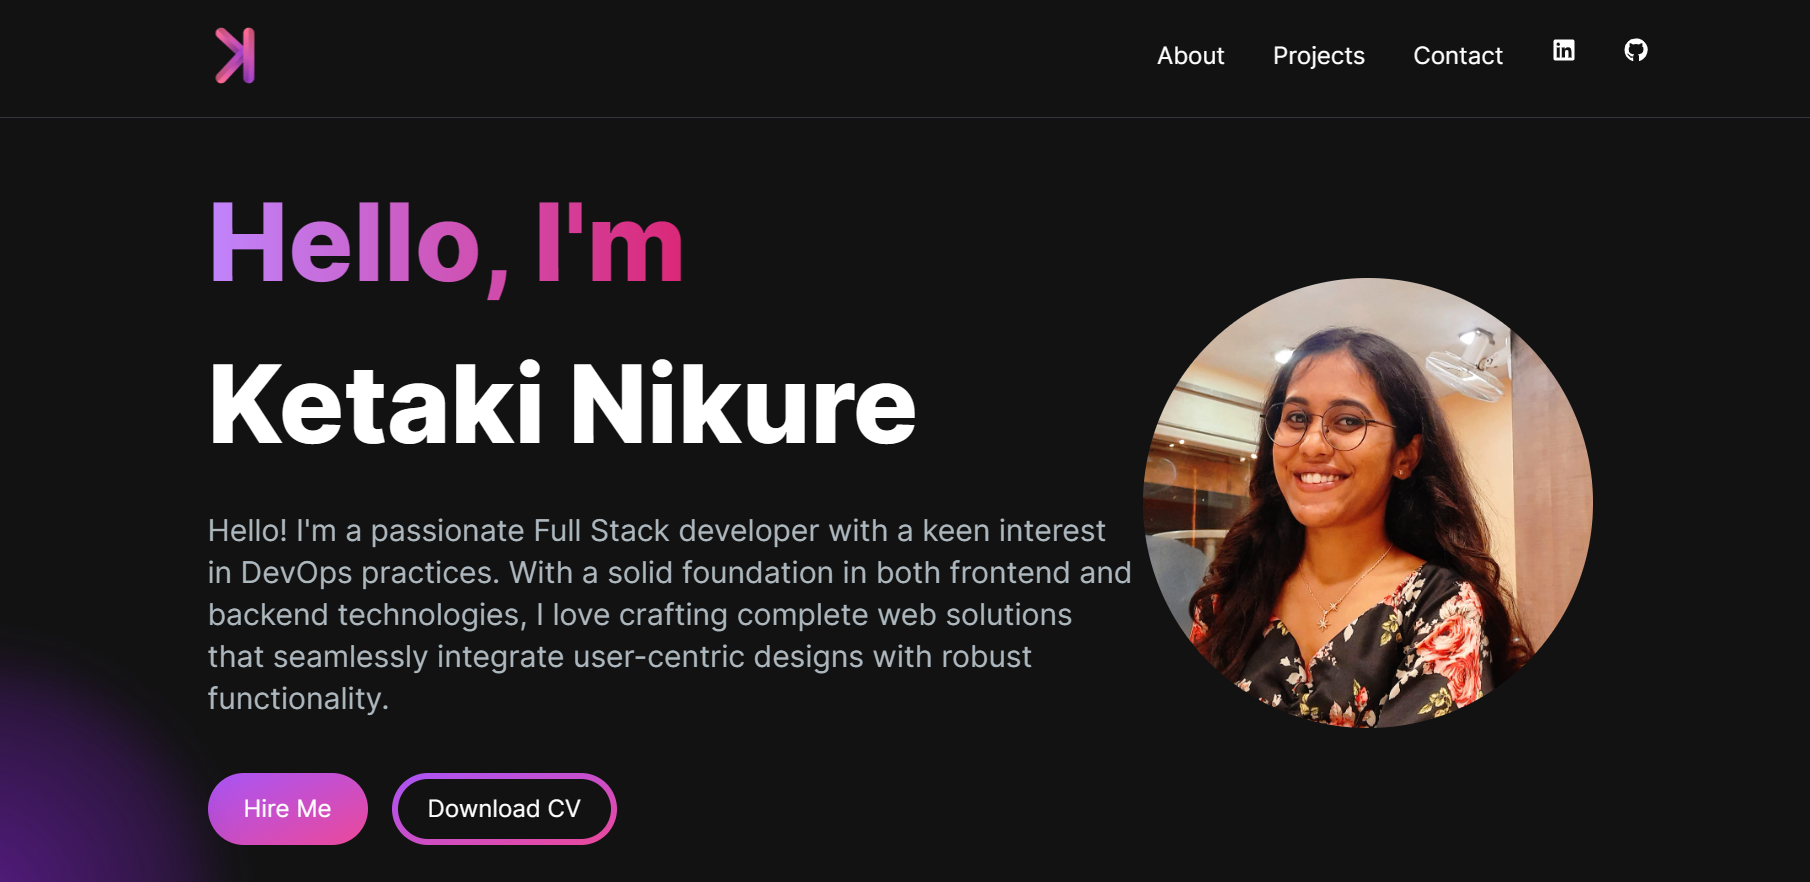 About Projects Contact
Hello, I'm
Ketaki Nikure
Hello! I'm a passionate Full Stack developer with a keen interest
in DevOps practices. With a solid foundation in both frontend and
backend technologies, I love crafting complete web solutions
that seamlessly integrate user-centric designs with robust
functionality.
Hire Me Download CV